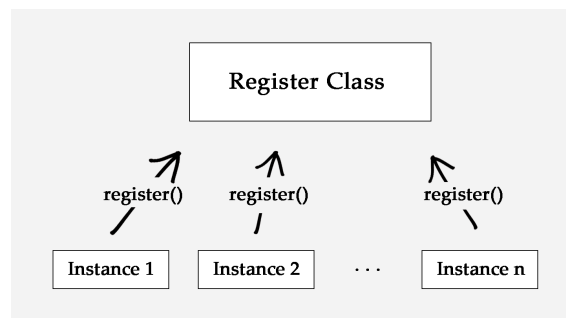 Register Class
register() register() register()
Instance 1 Instance 2 . . . Instance n